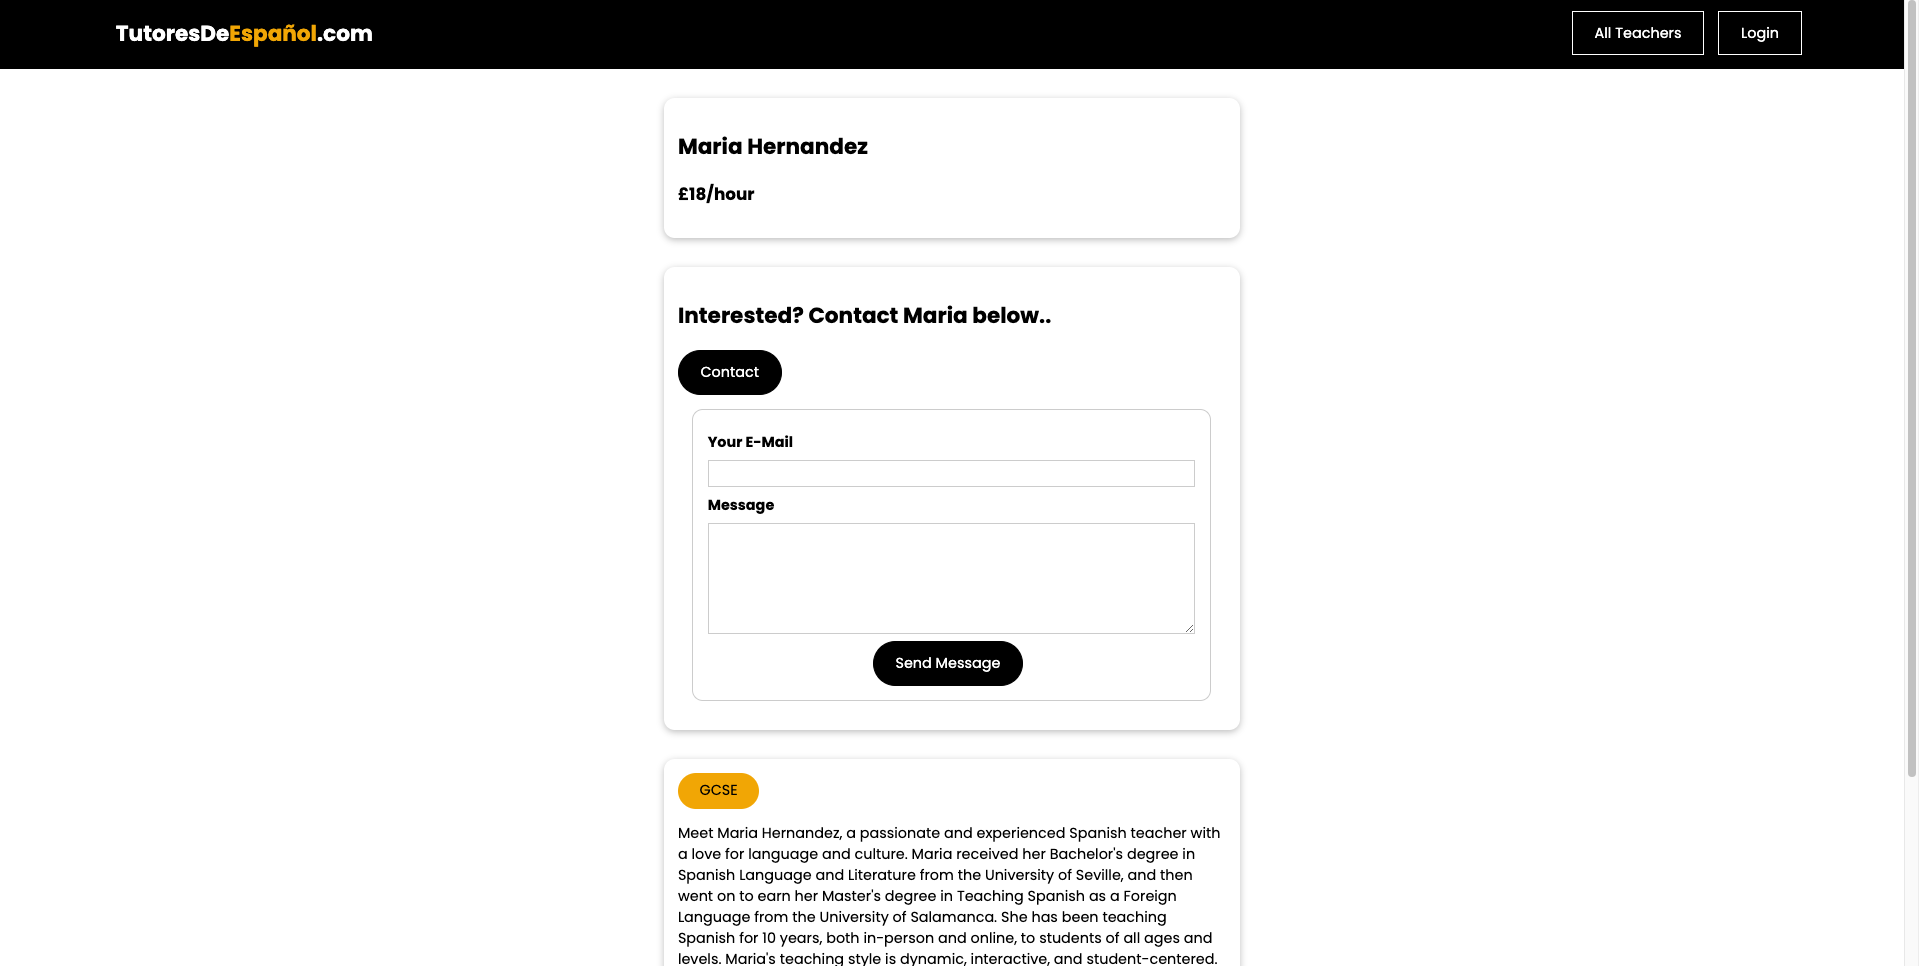 TutoresDeEspañol.com
All Teachers
Login
Maria Hernandez
£18/hour
Interested? Contact Maria below..
Contact
Your E-Mail
Message
Send Message
GCSE
Meet Maria Hernandez, a passionate and experienced Spanish teacher with
a love for language and culture. Maria received her Bachelor's degree in
Spanish Language and Literature from the University of Seville, and then
went on to earn her Master's degree in Teaching Spanish as a Foreign
Language from the University of Salamanca. She has been teaching
Spanish for 10 years, both in-person and online, to students of all ages and
levels. Maria's teaching style is dynamic, interactive, and student-centered.